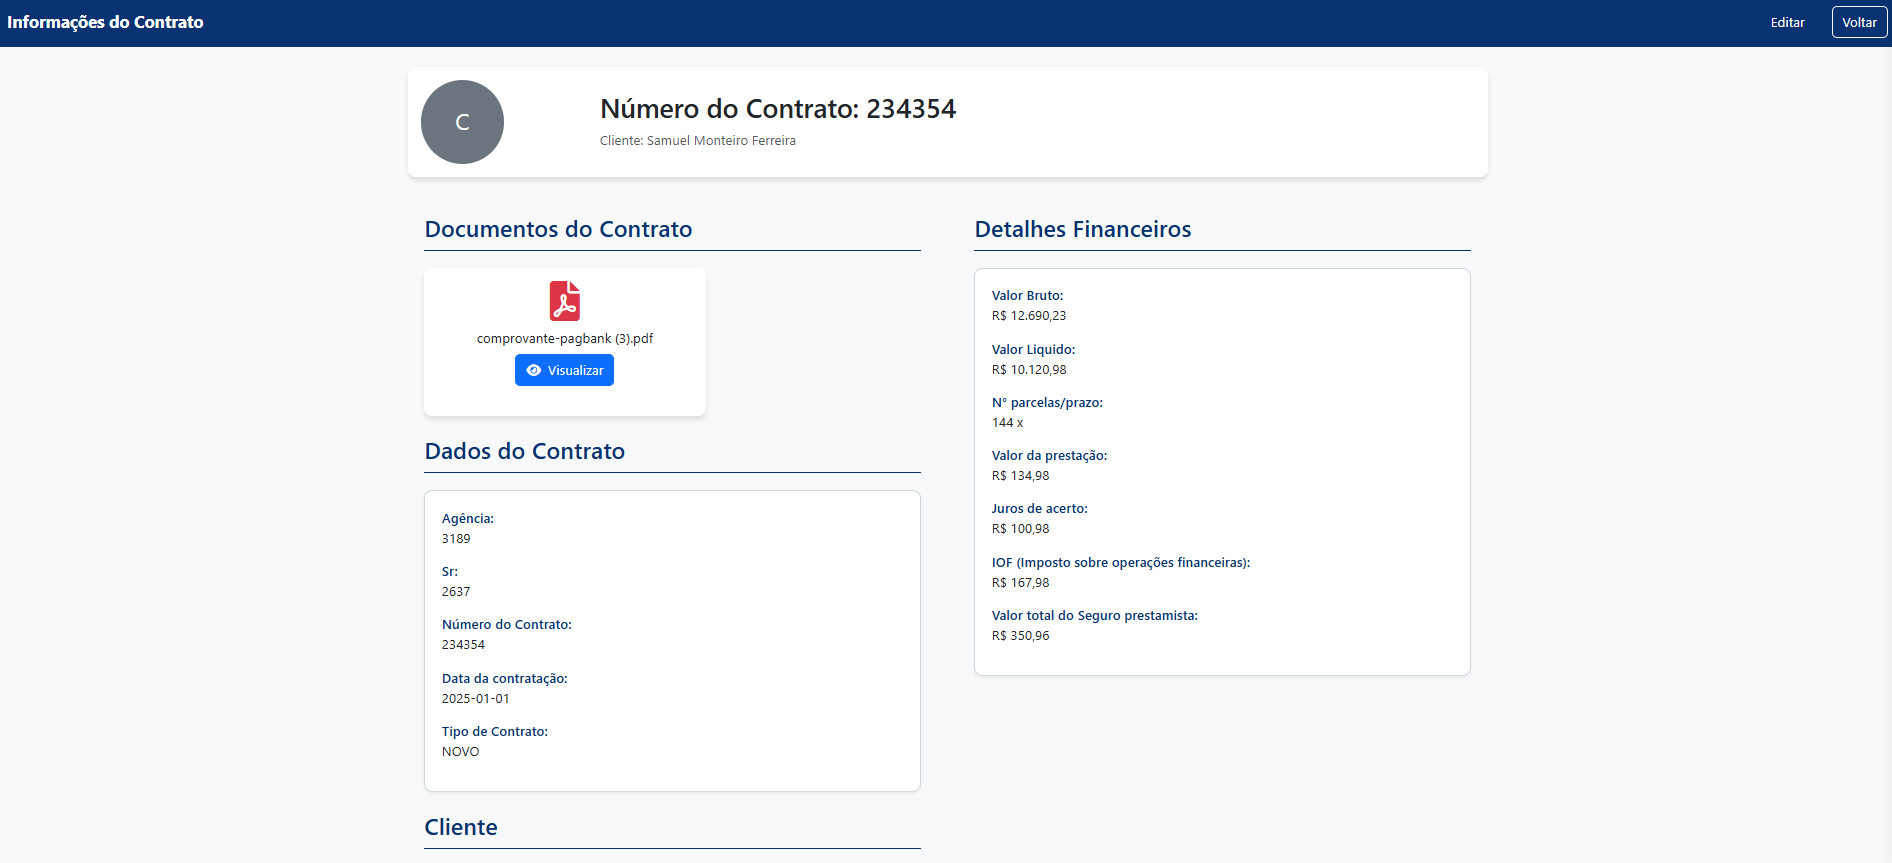 Informações do Contrato
Editar
Voltar
C
Número do Contrato: 234354
Cliente: Samuel Monteiro Ferreira
Documentos do Contrato
comprovante-pagbank (3).pdf
Visualizar
Dados do Contrato
Agência:
3189
Sr:
2637
Número do Contrato:
234354
Data da contratação:
2025-01-01
Tipo de Contrato:
NOVO
Cliente
Detalhes Financeiros
Valor Bruto:
R$ 12.690,23
Valor Liquido:
R$ 10.120,98
N° parcelas/prazo:
144 x
Valor da prestação:
R$ 134,98
Juros de acerto:
R$ 100,98
IOF (Imposto sobre operações financeiras):
R$ 167,98
Valor total do Seguro prestamista:
R$ 350,96